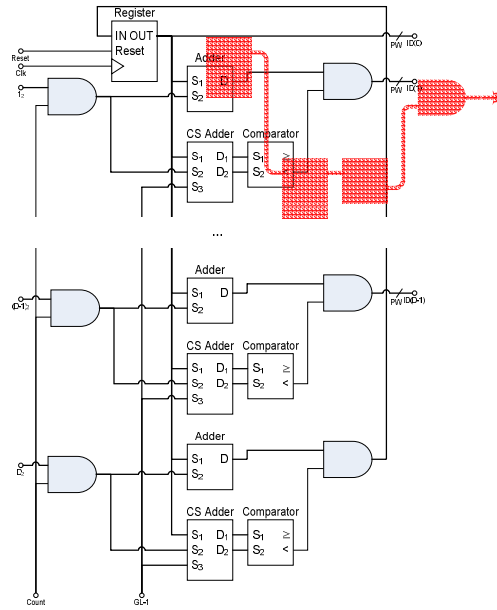 Register
IN OUT
Reset
Reset
Clk
PW
ID(0)
Adder
S1 D
S2
1₂
PW
ID(1)
CS Adder
Comparator
S1 D1 S1 ≥
S2 D2 S2
S3
...
Adder
S1 D
S2
(D-1)₂
PW
ID(D-1)
CS Adder
Comparator
S1 D1 S1 ≥
S2 D2 S2 <
S3
Adder
S1 D
S2
D₂
CS Adder
Comparator
S1 D1 S1 ≥
S2 D2 S2 <
S3
Count
GL-1